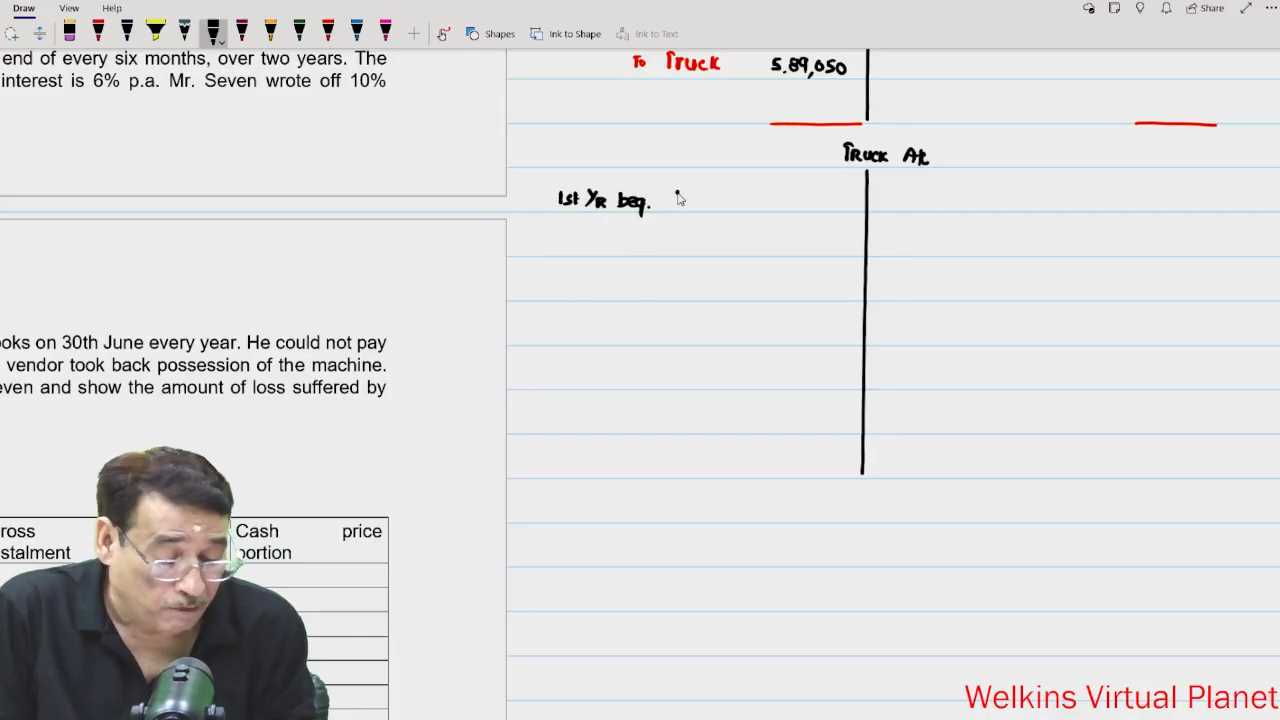 Draw View Help
Share
Shapes Ink to Shape Ink to Text
end of every six months, over two years. The
interest is 6% p.a. Mr. Seven wrote off 10%
To Truck 5,89,050
Truck A/c
1st Yr beg.
oks on 30th June every year. He could not pay
vendor took back possession of the machine.
even and show the amount of loss suffered by
ross
stalment
Cash price
portion
Welkins Virtual Planet